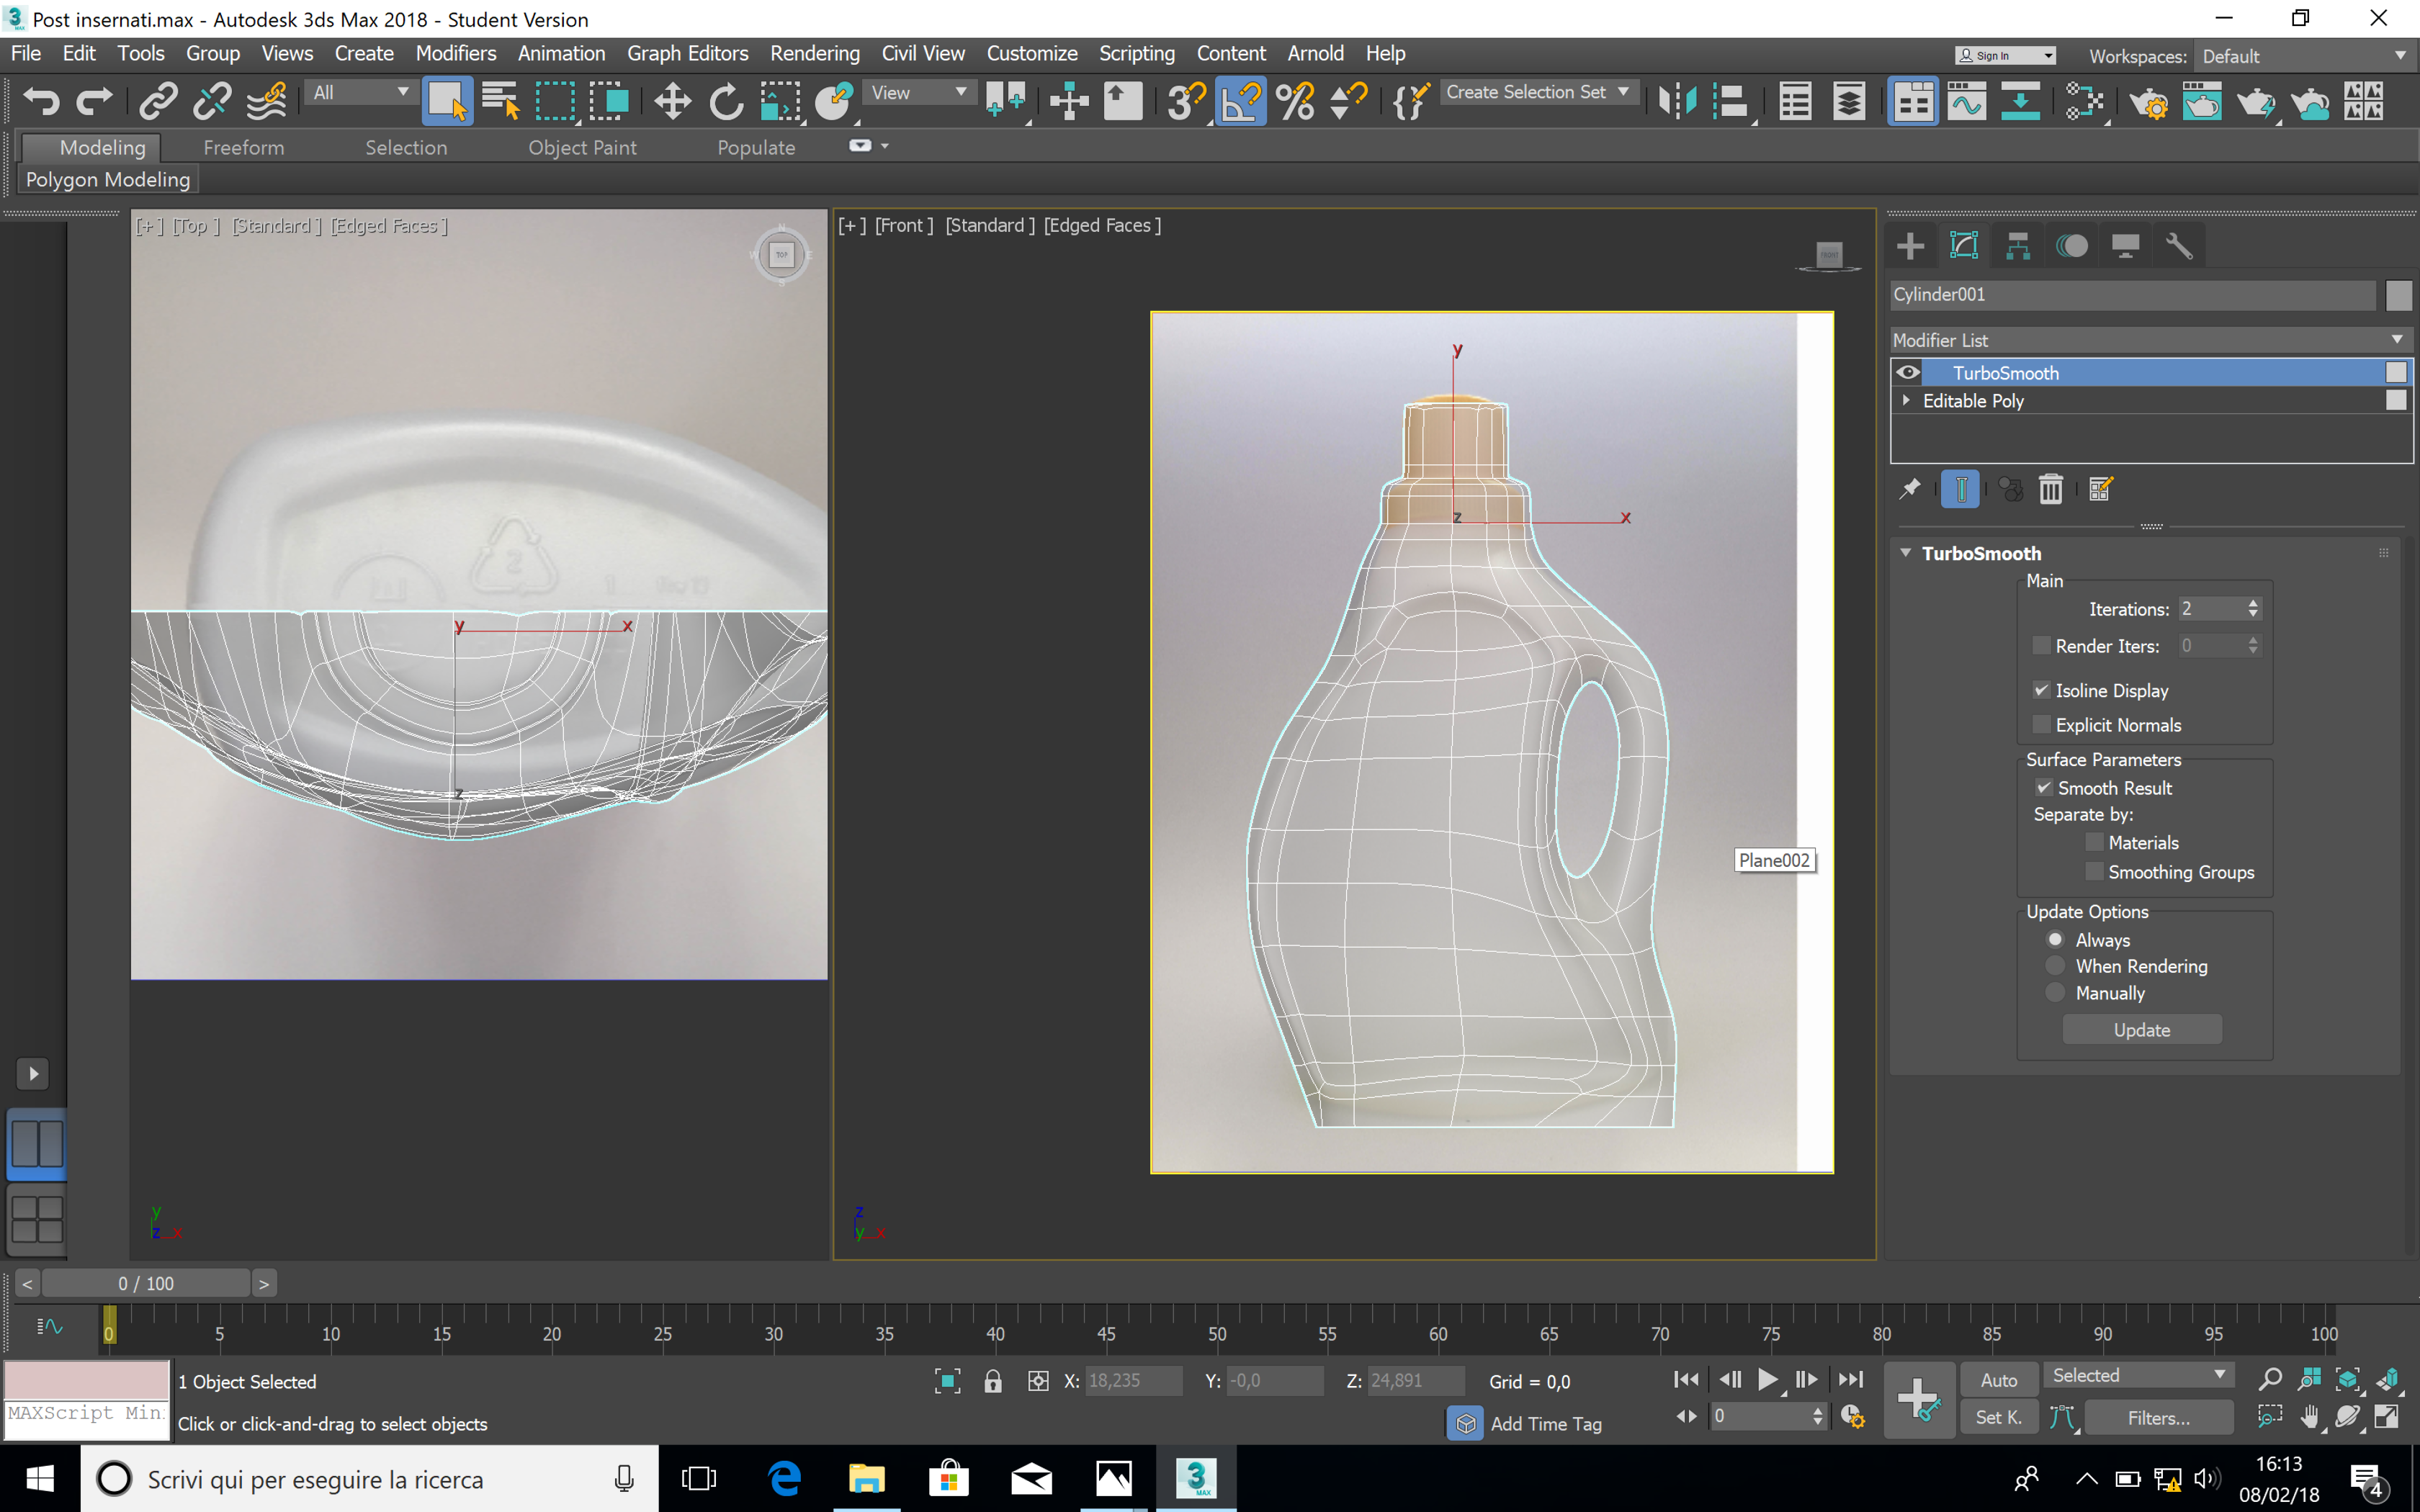 Post insernati.max - Autodesk 3ds Max 2018 - Student Version
File Edit Tools Group Views Create Modifiers Animation Graph Editors Rendering Civil View Customize Scripting Content Arnold Help
Sign In
Workspaces: Default
All
View
Create Selection Set
Modeling Freeform Selection Object Paint Populate
Polygon Modeling
[+] [Top ] [Standard ] [Edged Faces ]
TOP
N
W
E
S
y
x
z
y
z
x
[+] [Front ] [Standard ] [Edged Faces ]
FRONT
y
z
x
Plane002
z
y
x
Cylinder001
Modifier List
TurboSmooth
Editable Poly
TurboSmooth
Main
Iterations: 2
Render Iters: 0
Isoline Display
Explicit Normals
Surface Parameters
Smooth Result
Separate by:
Materials
Smoothing Groups
Update Options
Always
When Rendering
Manually
Update
< 0 / 100 >
0 5 10 15 20 25 30 35 40 45 50 55 60 65 70 75 80 85 90 95 100
1 Object Selected
X: 18,235 Y: -0,0 Z: 24,891 Grid = 0,0
Auto Selected
MAXScript Min
Click or click-and-drag to select objects
Add Time Tag
0
Set K. Filters...
Scrivi qui per eseguire la ricerca
3
MAX
16:13
08/02/18
4